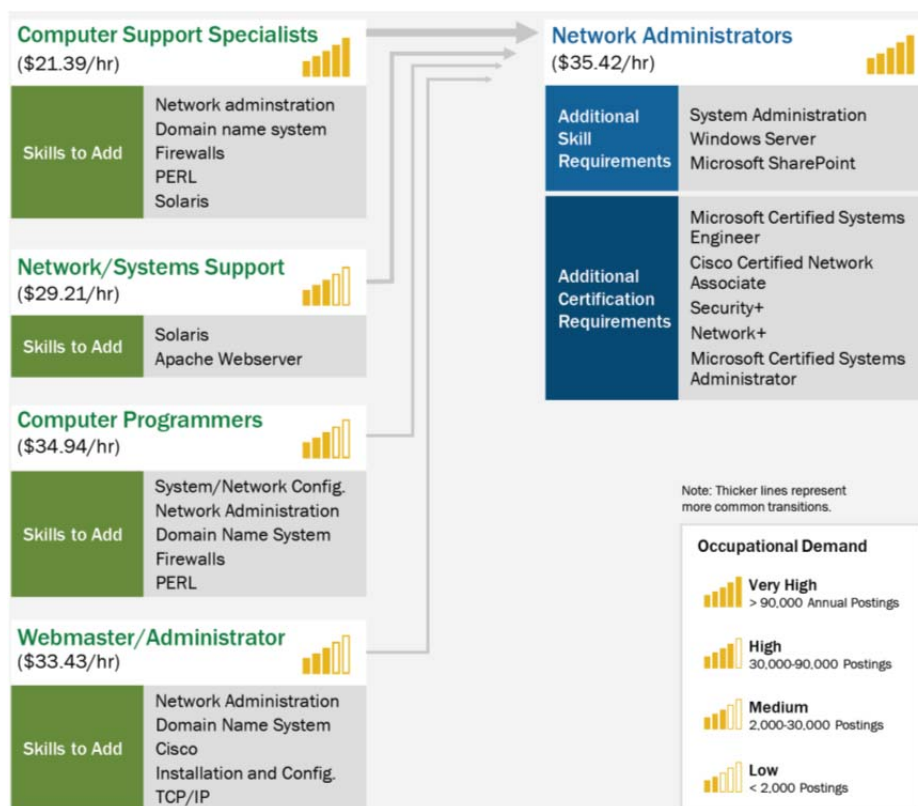 Computer Support Specialists
($21.39/hr)
Skills to Add
Network adminstration
Domain name system
Firewalls
PERL
Solaris
Network/Systems Support
($29.21/hr)
Skills to Add
Solaris
Apache Webserver
Computer Programmers
($34.94/hr)
Skills to Add
System/Network Config.
Network Administration
Domain Name System
Firewalls
PERL
Webmaster/Administrator
($33.43/hr)
Skills to Add
Network Administration
Domain Name System
Cisco
Installation and Config.
TCP/IP
Network Administrators
($35.42/hr)
Additional
Skill
Requirements
System Administration
Windows Server
Microsoft SharePoint
Additional
Certification
Requirements
Microsoft Certified Systems
Engineer
Cisco Certified Network
Associate
Security+
Network+
Microsoft Certified Systems
Administrator
Note: Thicker lines represent
more common transitions.
Occupational Demand
Very High
> 90,000 Annual Postings
High
30,000-90,000 Postings
Medium
2,000-30,000 Postings
Low
< 2,000 Postings